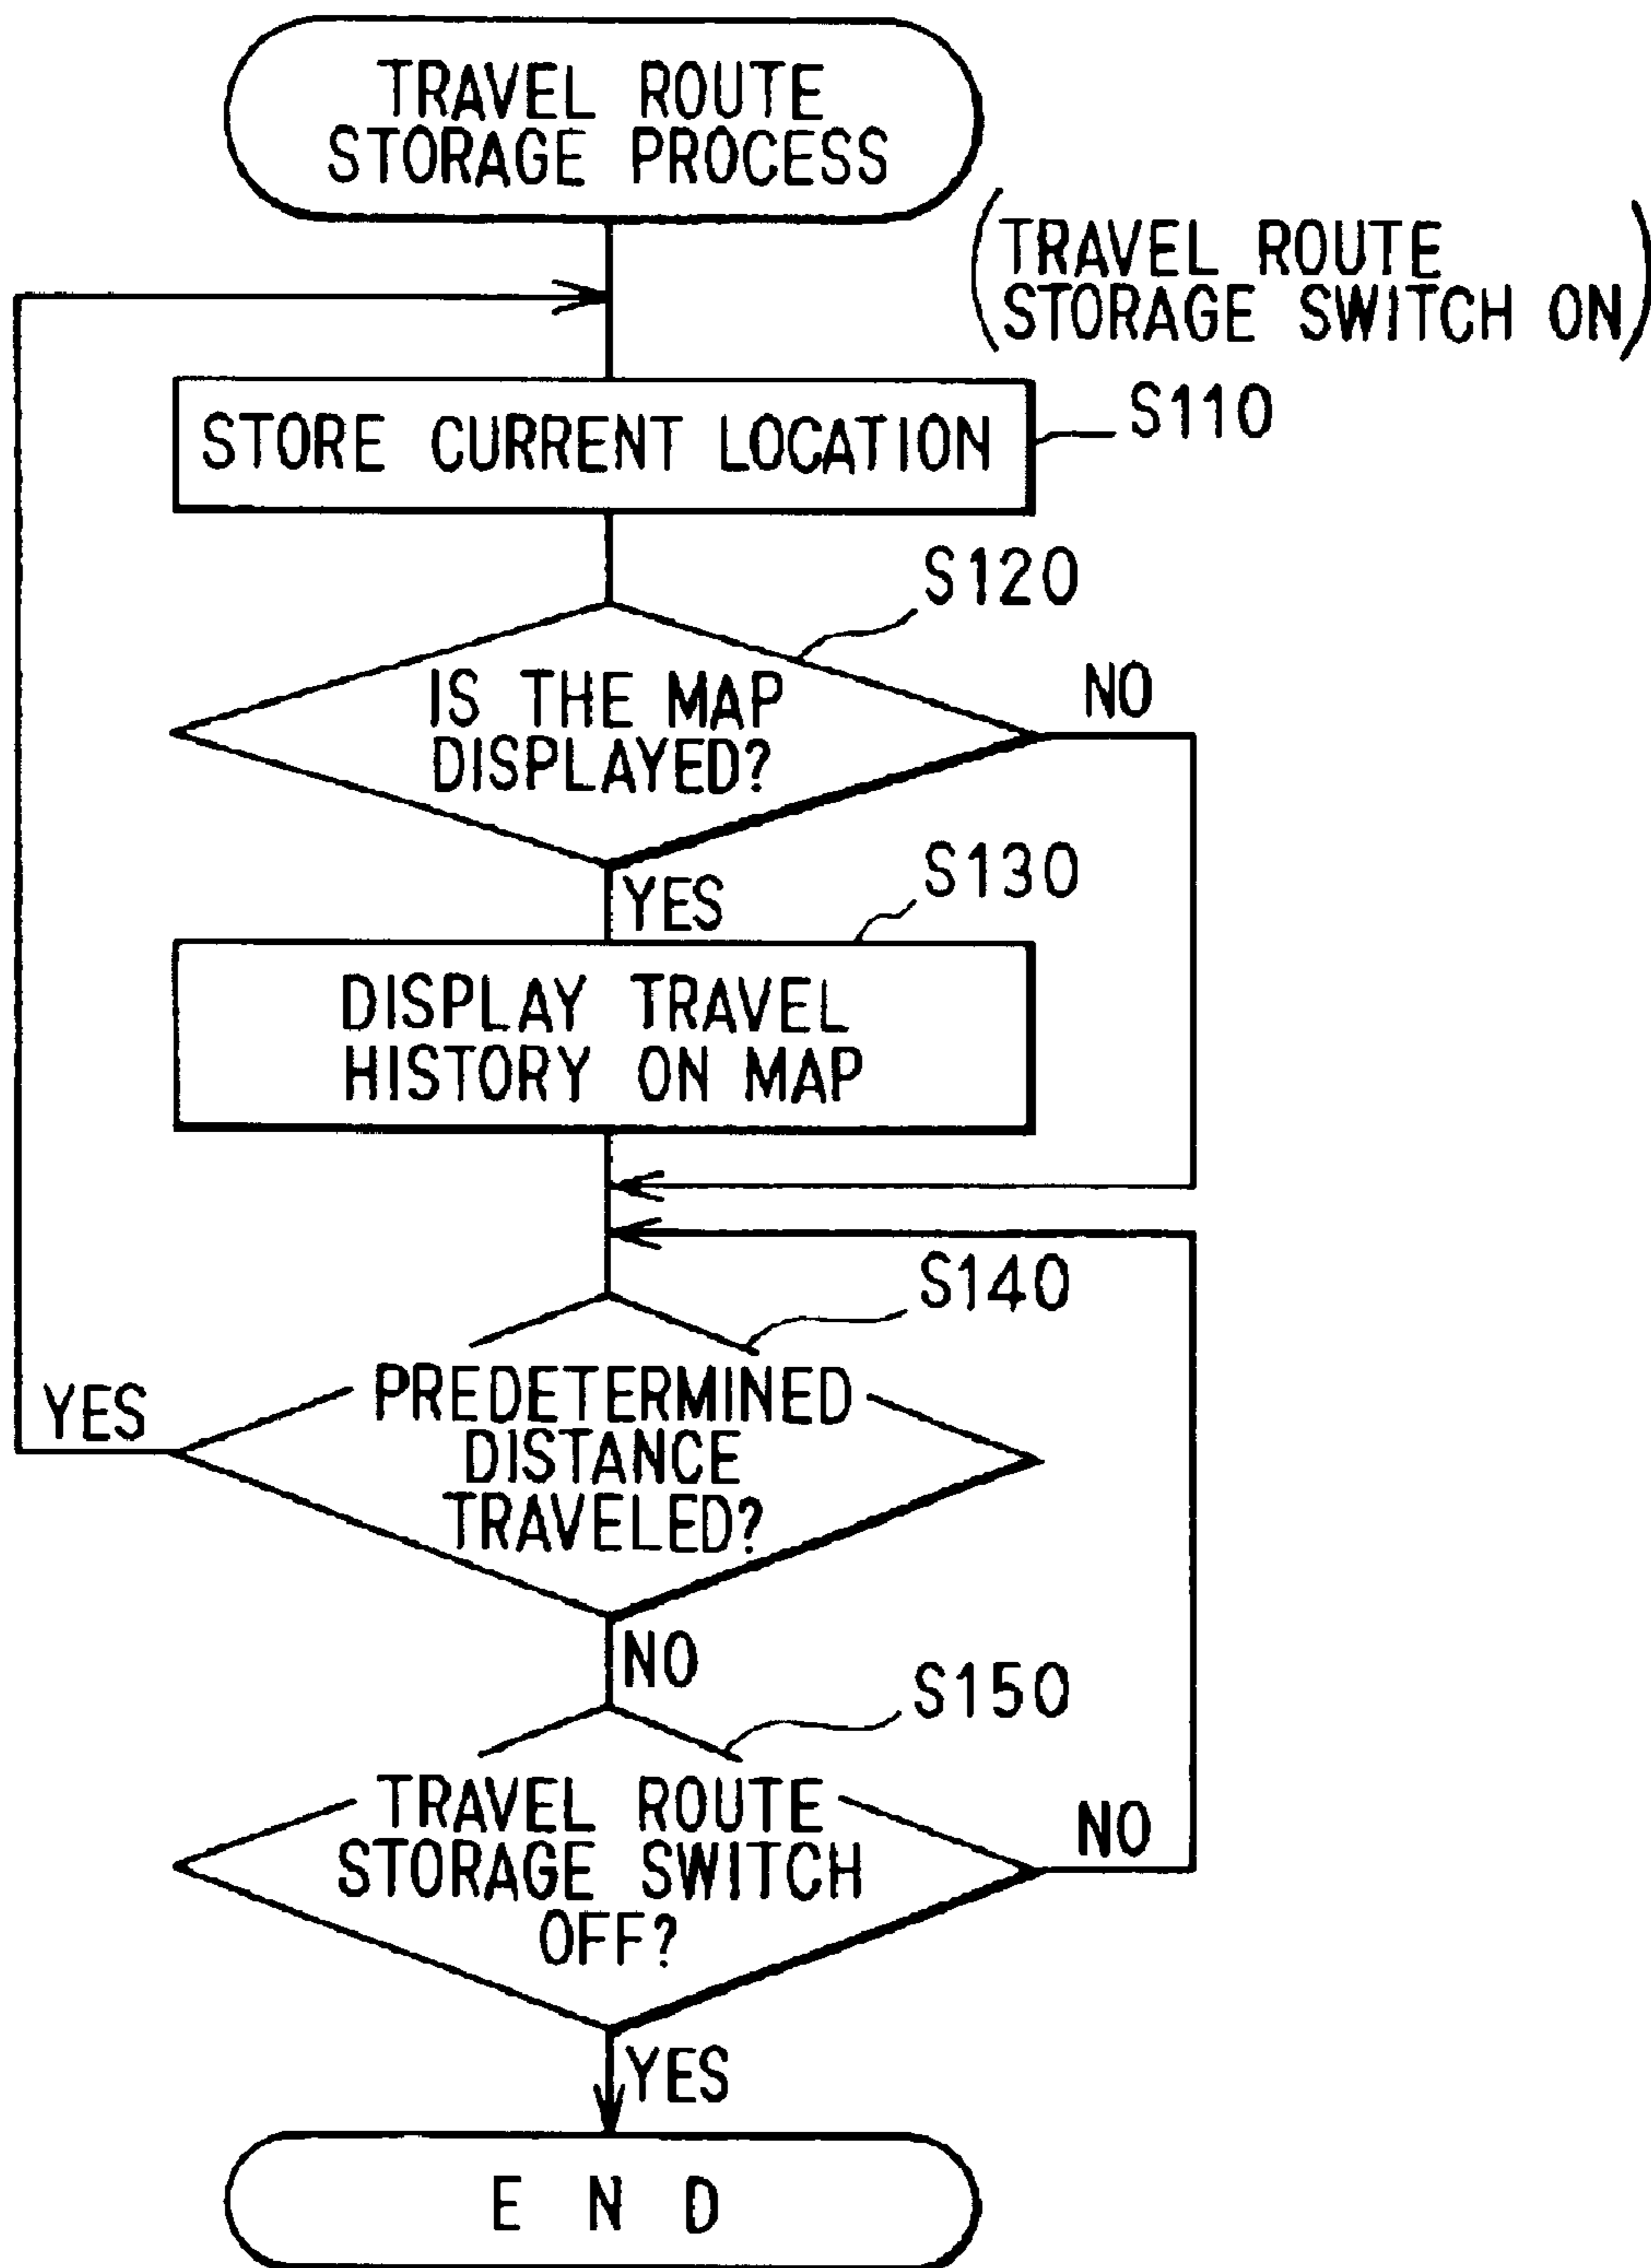 TRAVEL ROUTE
STORAGE PROCESS
(TRAVEL ROUTE
STORAGE SWITCH ON)
STORE CURRENT LOCATION
S110
S120
IS THE MAP
DISPLAYED?
NO
YES
S130
DISPLAY TRAVEL
HISTORY ON MAP
S140
PREDETERMINED
DISTANCE
TRAVELED?
YES
NO
S150
TRAVEL ROUTE
STORAGE SWITCH
OFF?
NO
YES
END